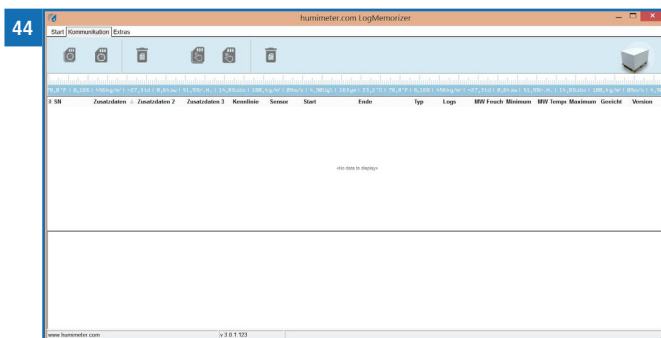 44
humimeter.com LogMemorizer
Start Kommunikation Extras
SN Zusatzdaten Zusatzdaten 2 Zusatzdaten 3 Kennlinie Sensor Start Ende Typ Logs MW Feuch Minimum MW Tempe Maximum Geeicht Version
<No data to display>
www.humimeter.com v 3.0.1.123